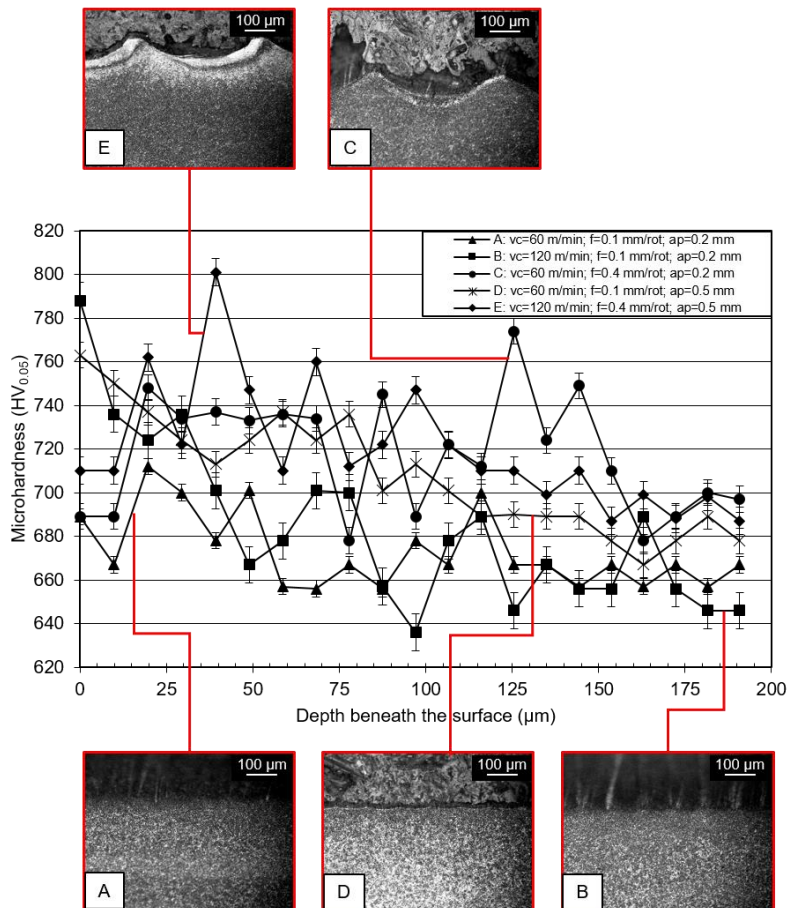 100 µm
100 µm
E
C
820
800
780
760
740
720
700
680
660
640
620
Microhardness (HV0.05)
A: vc=60 m/min; f=0.1 mm/rot; ap=0.2 mm
B: vc=120 m/min; f=0.1 mm/rot; ap=0.2 mm
C: vc=60 m/min; f=0.4 mm/rot; ap=0.2 mm
D: vc=60 m/min; f=0.1 mm/rot; ap=0.5 mm
E: vc=120 m/min; f=0.4 mm/rot; ap=0.5 mm
0 25 50 75 100 125 150 175 200
Depth beneath the surface (µm)
100 µm
100 µm
100 µm
A
D
B